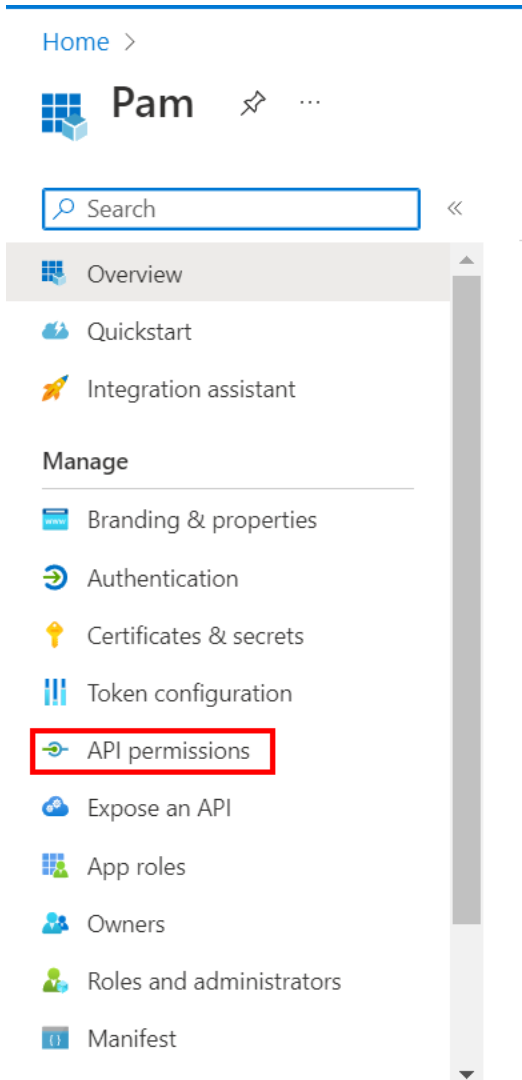 Home >
Pam
Search
Overview
Quickstart
Integration assistant
Manage
Branding & properties
Authentication
Certificates & secrets
Token configuration
API permissions
Expose an API
App roles
Owners
Roles and administrators
Manifest